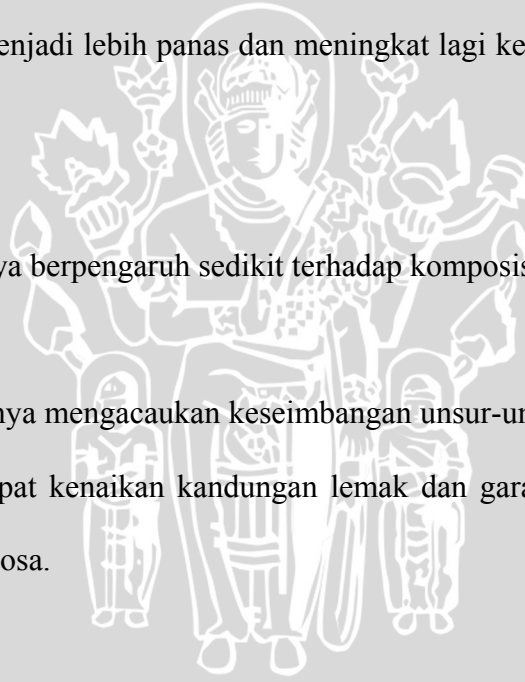 enjadi lebih panas dan meningkat lagi ke
ya berpengaruh sedikit terhadap komposis
nya mengacaukan keseimbangan unsur-un
pat kenaikan kandungan lemak dan gara
osa.